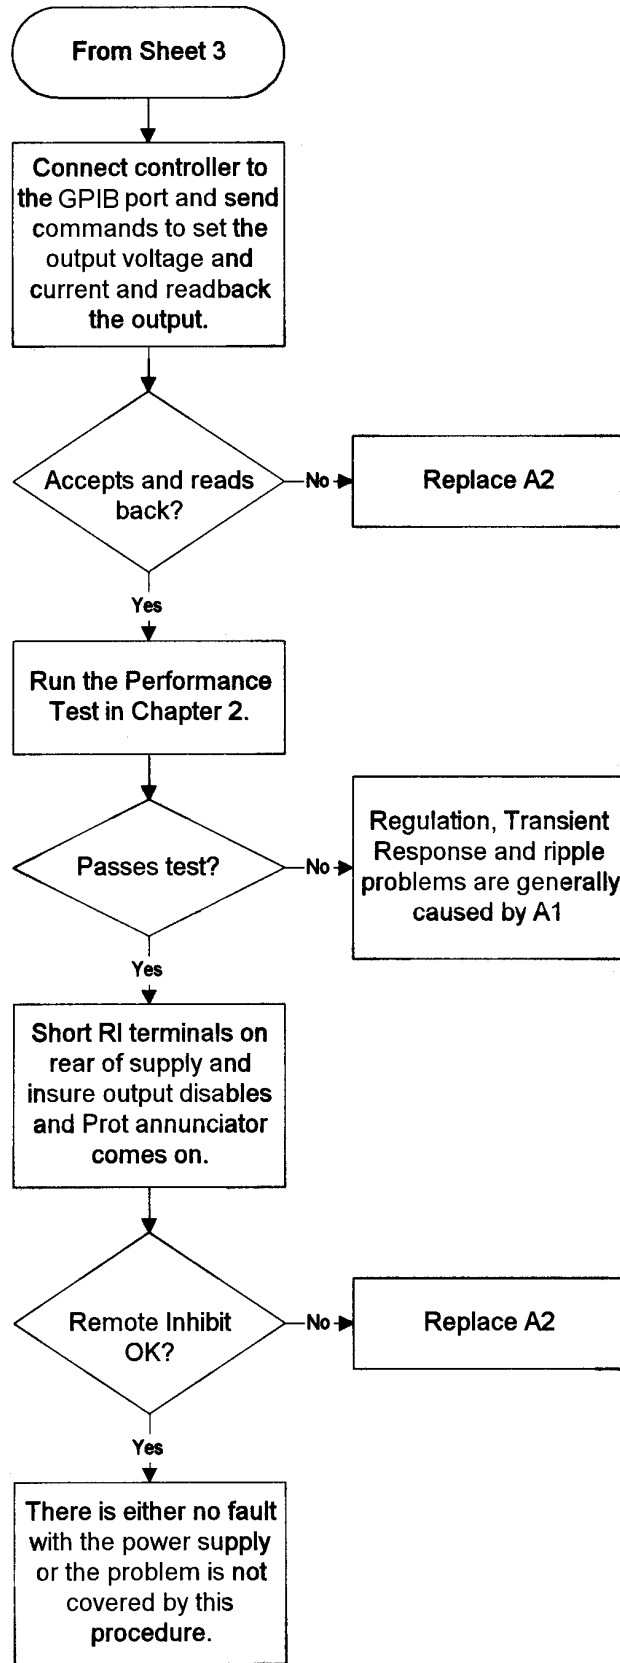 From Sheet 3
Connect controller to
the GPIB port and send
commands to set the
output voltage and
current and readback
the output.
Accepts and reads
back?
No
Replace A2
Yes
Run the Performance
Test in Chapter 2.
Passes test?
No
Regulation, Transient
Response and ripple
problems are generally
caused by A1
Yes
Short RI terminals on
rear of supply and
insure output disables
and Prot annunciator
comes on.
Remote Inhibit
OK?
No
Replace A2
Yes
There is either no fault
with the power supply
or the problem is not
covered by this
procedure.